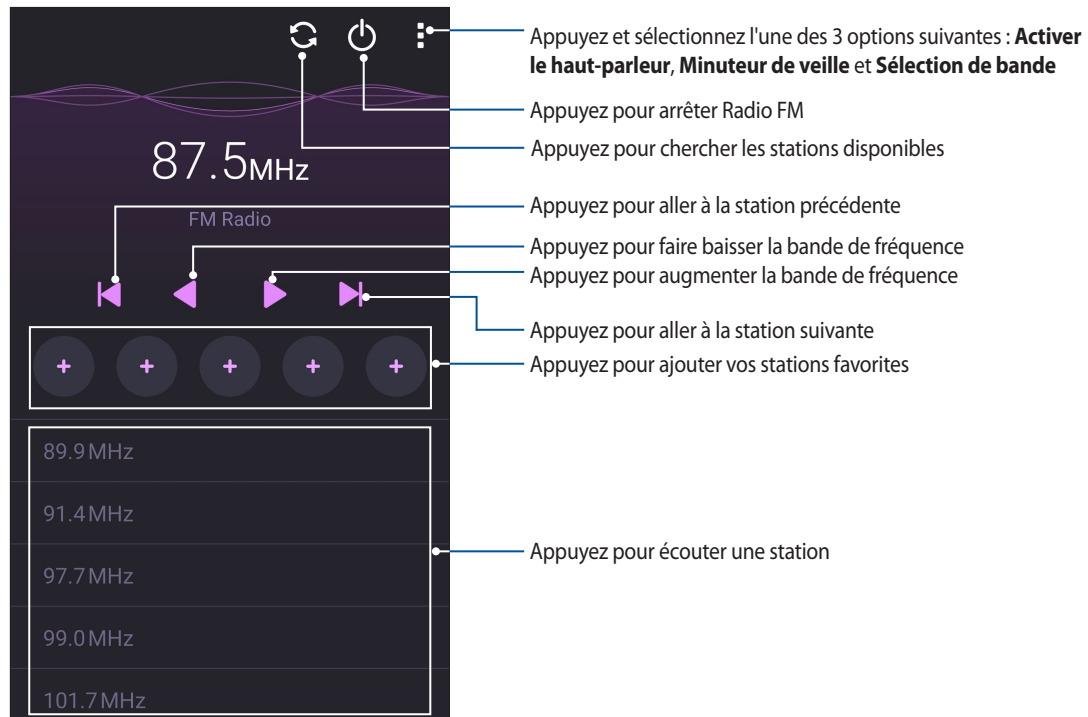 Appuyez et sélectionnez l'une des 3 options suivantes : Activer
le haut-parleur, Minuteur de veille et Sélection de bande
Appuyez pour arrêter Radio FM
Appuyez pour chercher les stations disponibles
87.5MHz
FM Radio
Appuyez pour aller à la station précédente
Appuyez pour faire baisser la bande de fréquence
Appuyez pour augmenter la bande de fréquence
Appuyez pour aller à la station suivante
Appuyez pour ajouter vos stations favorites
89.9MHz
91.4MHz
97.7MHz
99.0MHz
101.7MHz
Appuyez pour écouter une station